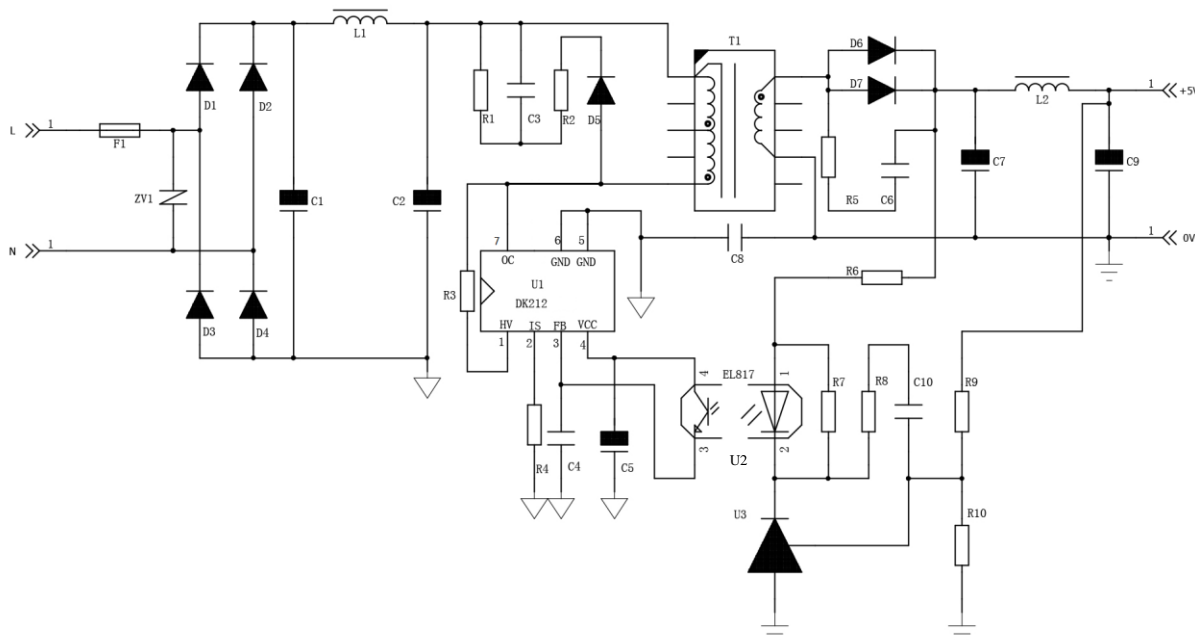 L1
T1
D6
D7
D1
D2
R1
C3
R2
D5
1
+5V
L2
L
1
F1
ZV1
C1
C2
R5
C6
C7
C9
N
1
7
6
5
OC
GND
GND
C8
1
0V
U1
DK212
R3
R6
D3
D4
HV
IS
FB
VCC
1
2
3
4
4
EL817
1
R7
R8
C10
R9
3
U2
2
R4
C4
C5
U3
R10